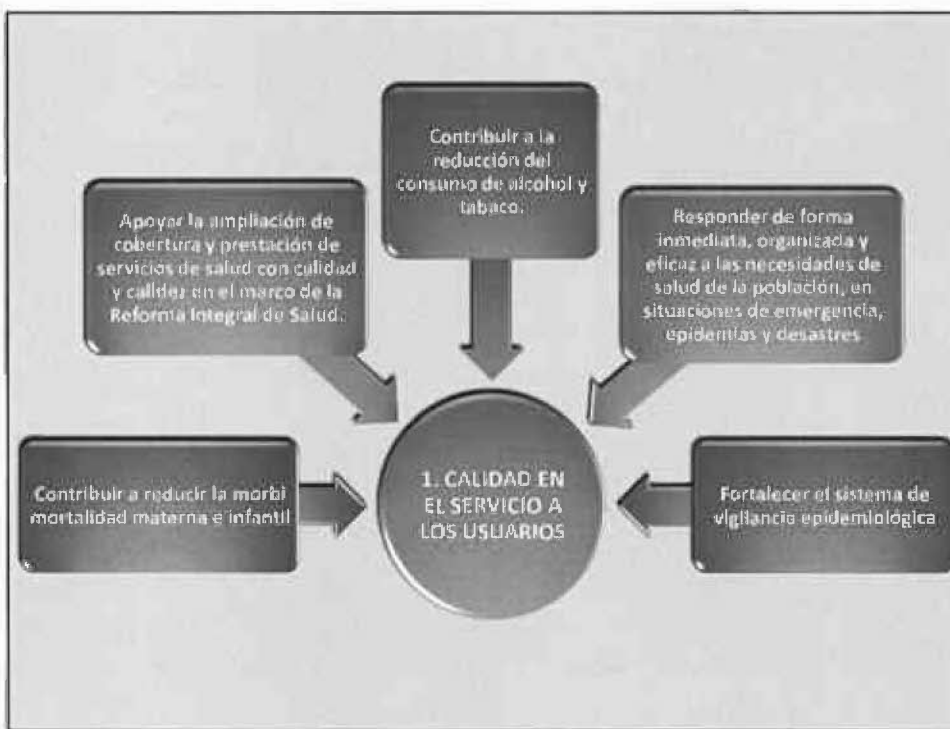 Contribuir a la
reducción del
consumo de alcohol y
tabaco.
Apoyar la ampliación de
cobertura y prestación de
servicios de salud con calidad
y calidez en el marco de la
Reforma Integral de Salud.
Responder de forma
inmediata, organizada y
eficaz a las necesidades de
salud de la población, en
situaciones de emergencia,
epidemias y desastres
Contribuir a reducir la morbi
mortalidad materna e infantil
1. CALIDAD EN
EL SERVICIO A
LOS USUARIOS
Fortalecer el sistema de
vigilancia epidemiológica